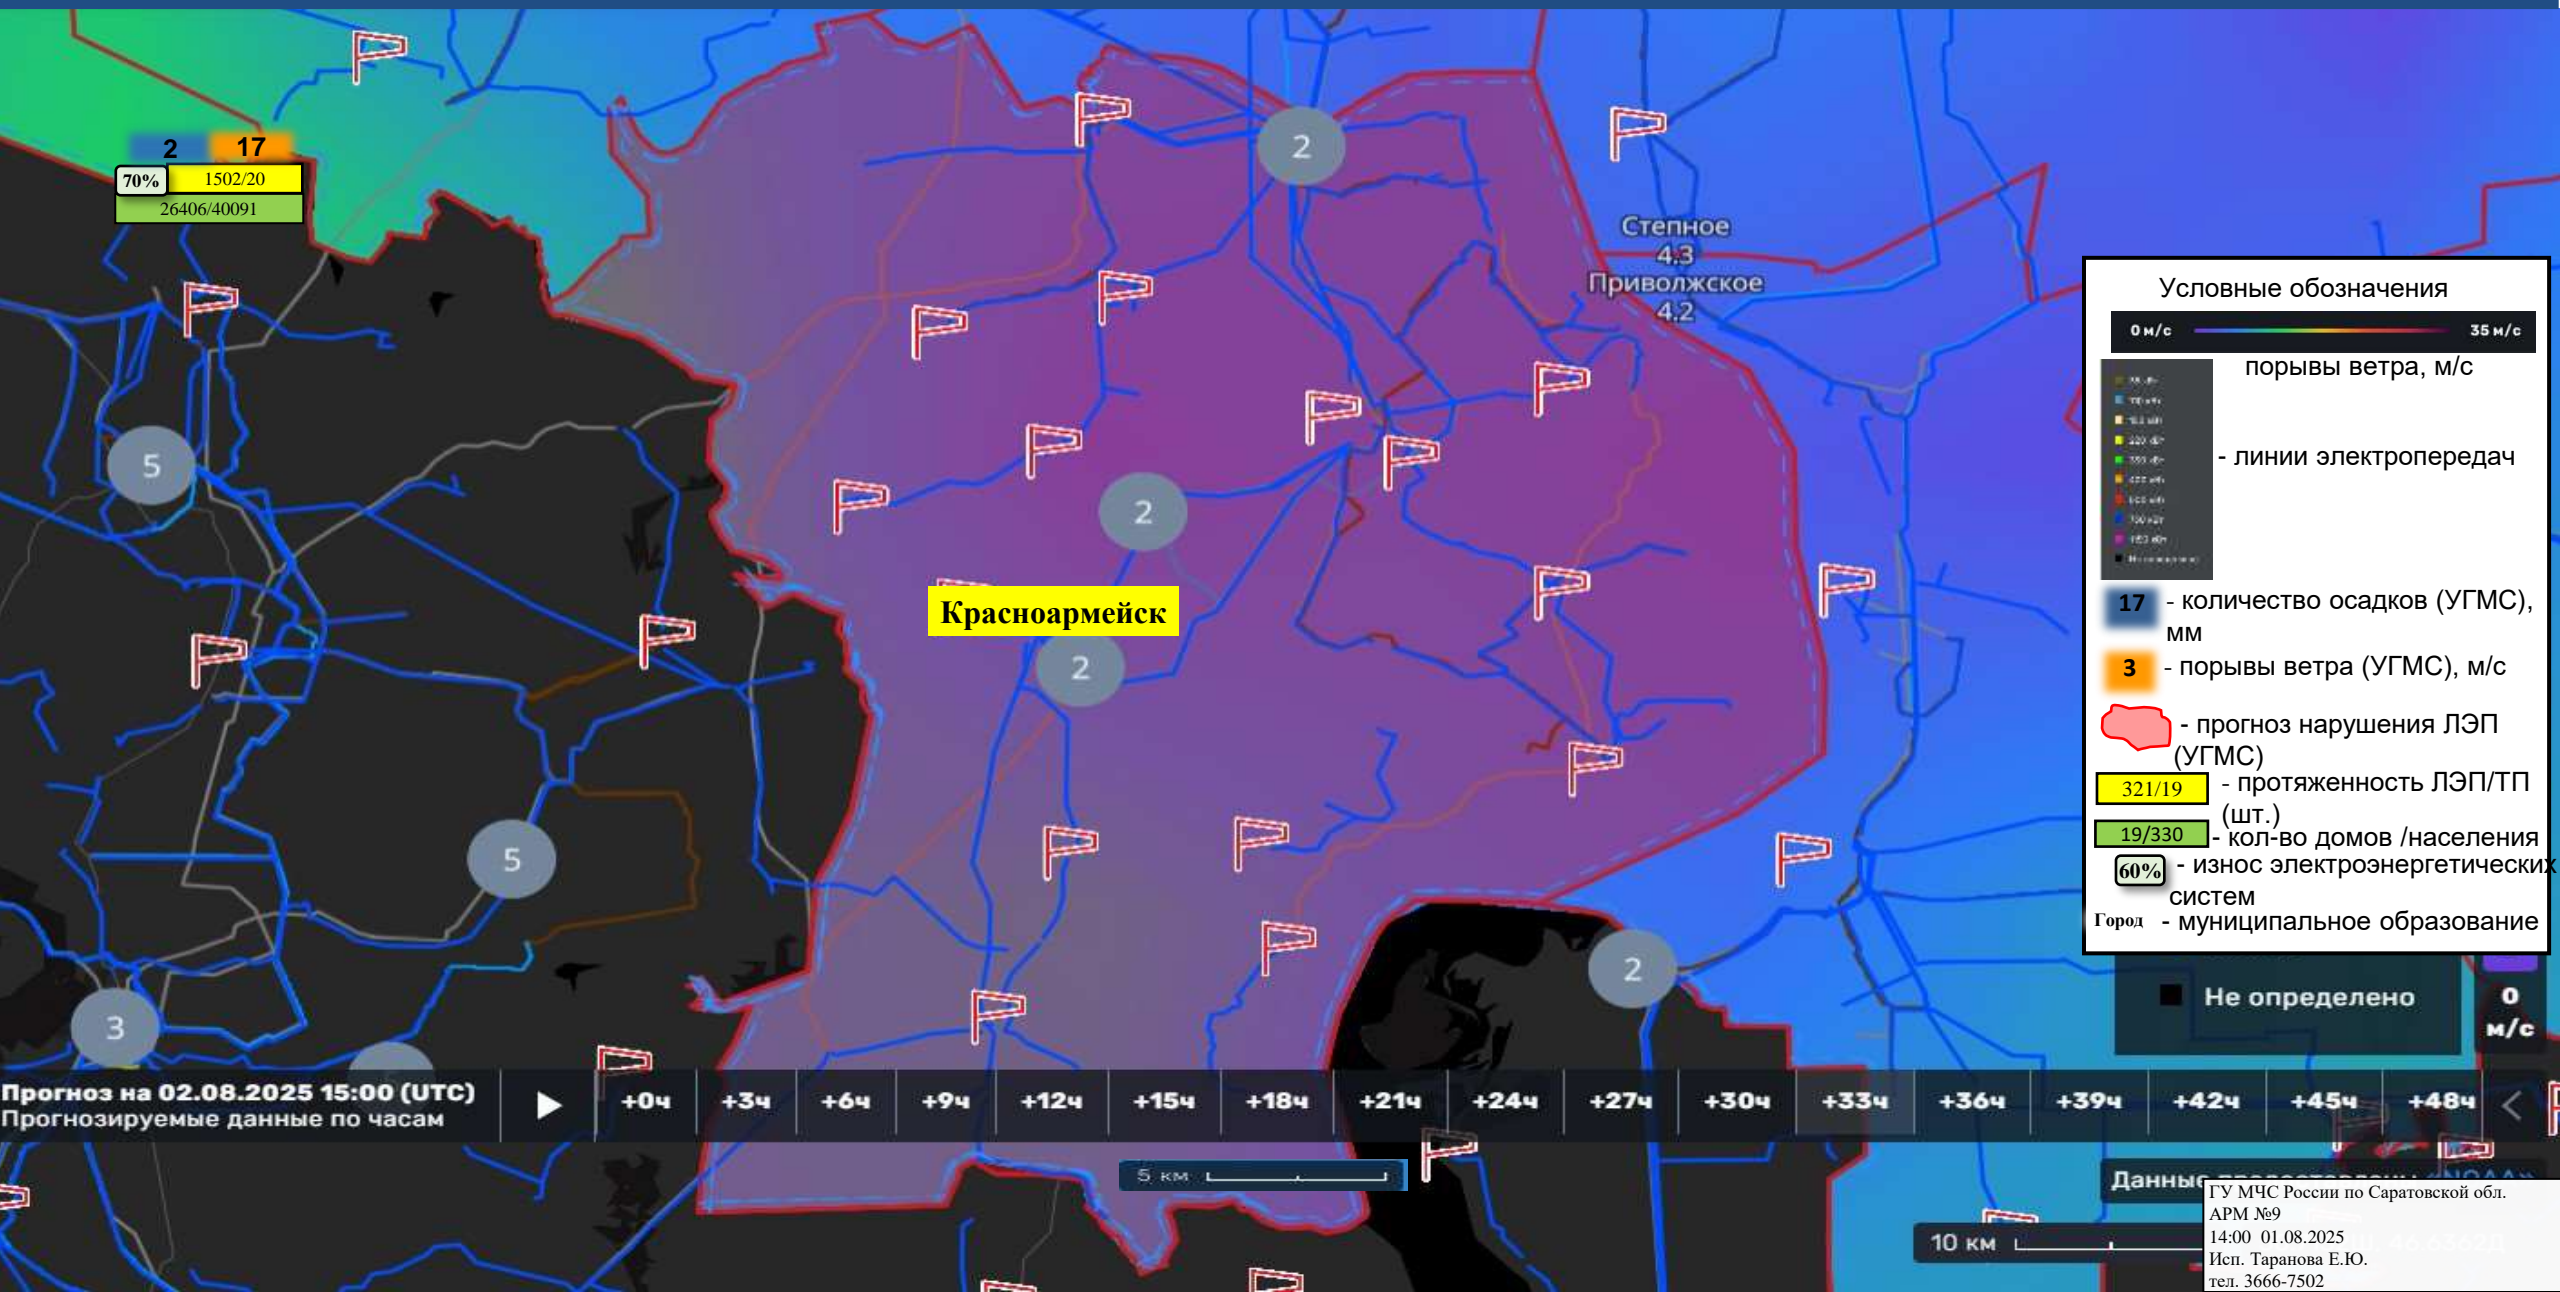 2 17
70% 1502/20
26406/40091
2
Степное
4.3
Приволжское
4.2
5
2
Красноармейск
2
5
2
3
Условные обозначения
0 м/с 35 м/с
порывы ветра, м/с
- линии электропередач
17 - количество осадков (УГМС),
мм
3 - порывы ветра (УГМС), м/с
- прогноз нарушения ЛЭП
(УГМС)
321/19 - протяженность ЛЭП/ТП
(шт.)
19/330 - кол-во домов /населения
60% - износ электроэнергетических
систем
Город - муниципальное образование
Не определено
0
м/с
Прогноз на 02.08.2025 15:00 (UTC)
Прогнозируемые данные по часам
+0ч +3ч +6ч +9ч +12ч +15ч +18ч +21ч +24ч +27ч +30ч +33ч +36ч +39ч +42ч +45ч +48ч
5 км
Данные
10 км
ГУ МЧС России по Саратовской обл.
АРМ №9
14:00 01.08.2025
Исп. Таранова Е.Ю.
тел. 3666-7502